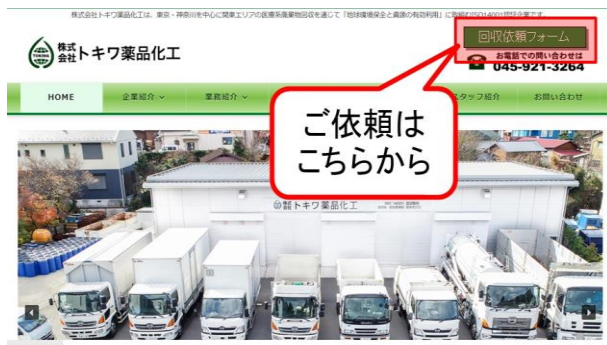 株式会社トキワ薬品化工は、東京・神奈川を中心に関東エリアの医療系廃棄物回収を通じて「地球環境保全と資源の有効利用」に取組むISO14001認証企業です。
回収依頼フォーム
株式会社トキワ薬品化工
お電話での問い合わせは
045-921-3264
HOME 企業紹介 業務紹介 スタッフ紹介 お問い合わせ
ご依頼は
こちらから
株式会社トキワ薬品化工